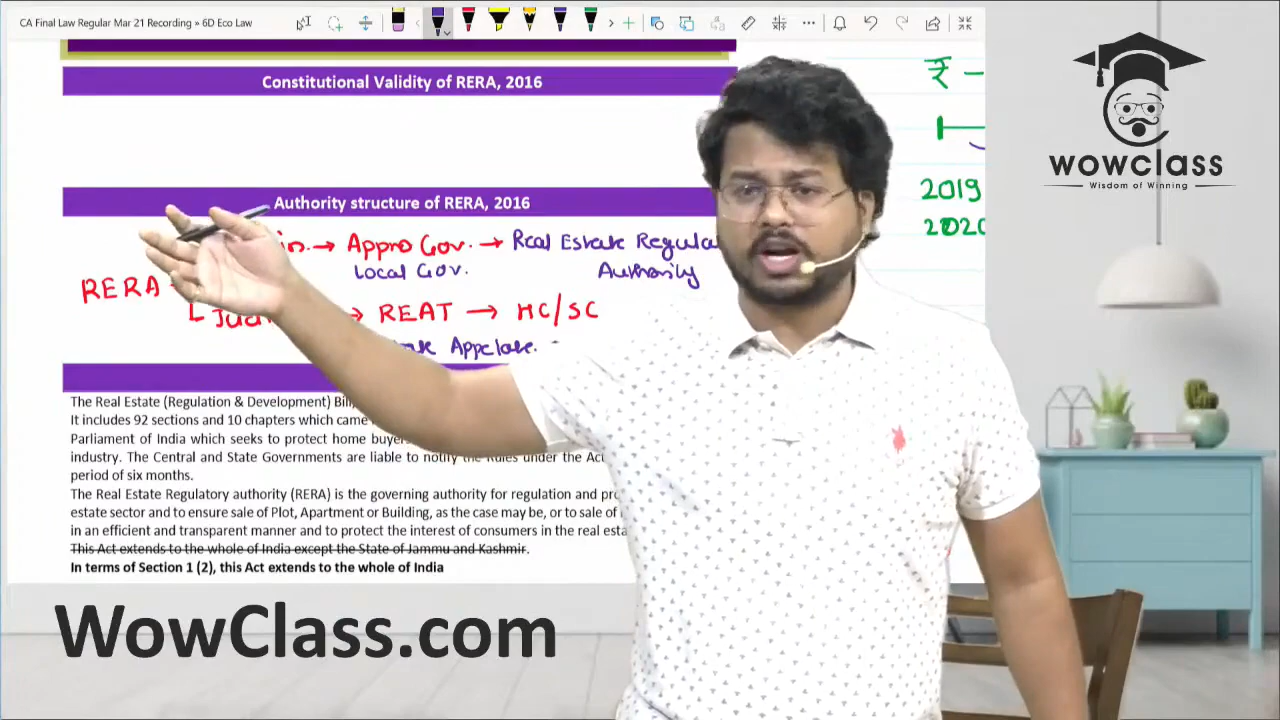 CA Final Law Regular Mar 21 Recording » 6D Eco Law
Constitutional Validity of RERA, 2016
₹ -
2019
2020
wowclass
Wisdom of Winning
Authority structure of RERA, 2016
in. → Appro Gov. → Real Estate Regula
Local Gov. Authority
RERA
REAT → HC/SC
Appelate.
The Real Estate (Regulation & Development) Bill
It includes 92 sections and 10 chapters which came
Parliament of India which seeks to protect home buyers
industry. The Central and State Governments are liable to notify the Rules under the Act
period of six months.
The Real Estate Regulatory authority (RERA) is the governing authority for regulation and pro
estate sector and to ensure sale of Plot, Apartment or Building, as the case may be, or to sale of
in an efficient and transparent manner and to protect the interest of consumers in the real esta
This Act extends to the whole of India except the State of Jammu and Kashmir.
In terms of Section 1 (2), this Act extends to the whole of India
WowClass.com